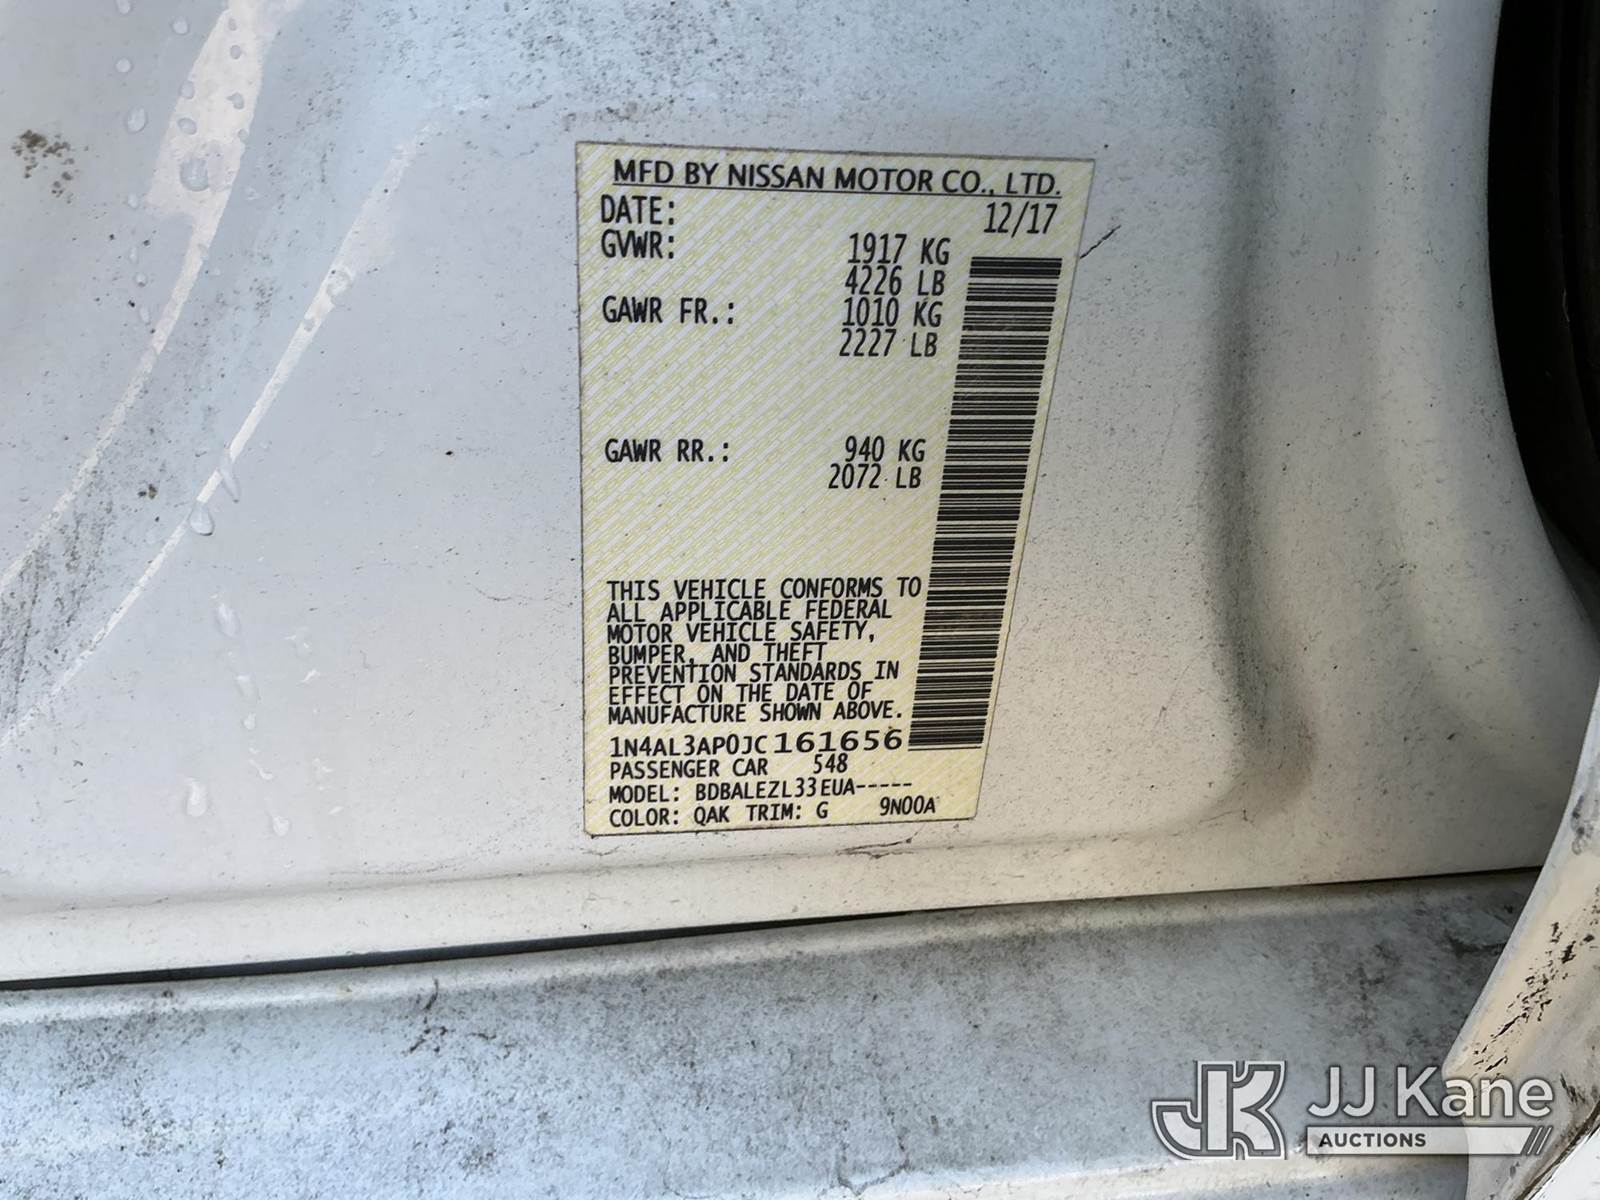 MFD BY NISSAN MOTOR CO., LTD.
DATE: 12/17
GVWR: 1917 KG
4226 LB
GAWR FR.: 1010 KG
2227 LB
GAWR RR.: 940 KG
2072 LB
THIS VEHICLE CONFORMS TO
ALL APPLICABLE FEDERAL
MOTOR VEHICLE SAFETY,
BUMPER, AND THEFT
PREVENTION STANDARDS IN
EFFECT ON THE DATE OF
MANUFACTURE SHOWN ABOVE.
1N4AL3AP0JC161656
PASSENGER CAR 548
MODEL: BDBALEZL33EUA-----
COLOR: QAK TRIM: G 9N00A
JK JJ Kane
AUCTIONS